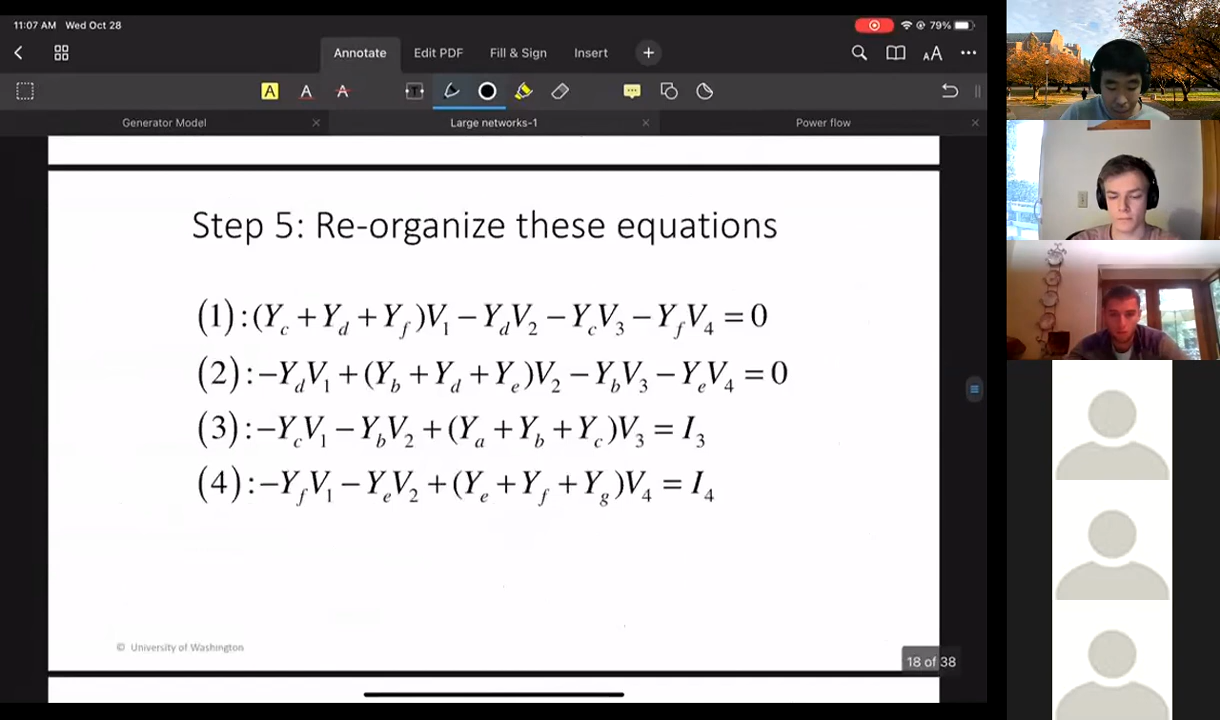 11:07 AM Wed Oct 28
79%
Annotate Edit PDF Fill & Sign Insert +
AA
A A A T
Generator Model × Large networks-1 × Power flow ×
Step 5: Re-organize these equations
(1):(Y_c + Y_d + Y_f)V_1 − Y_dV_2 − Y_cV_3 − Y_fV_4 = 0
(2):−Y_dV_1 + (Y_b + Y_d + Y_e)V_2 − Y_bV_3 − Y_eV_4 = 0
(3):−Y_cV_1 − Y_bV_2 + (Y_a + Y_b + Y_c)V_3 = I_3
(4):−Y_fV_1 − Y_eV_2 + (Y_e + Y_f + Y_g)V_4 = I_4
© University of Washington
18 of 38